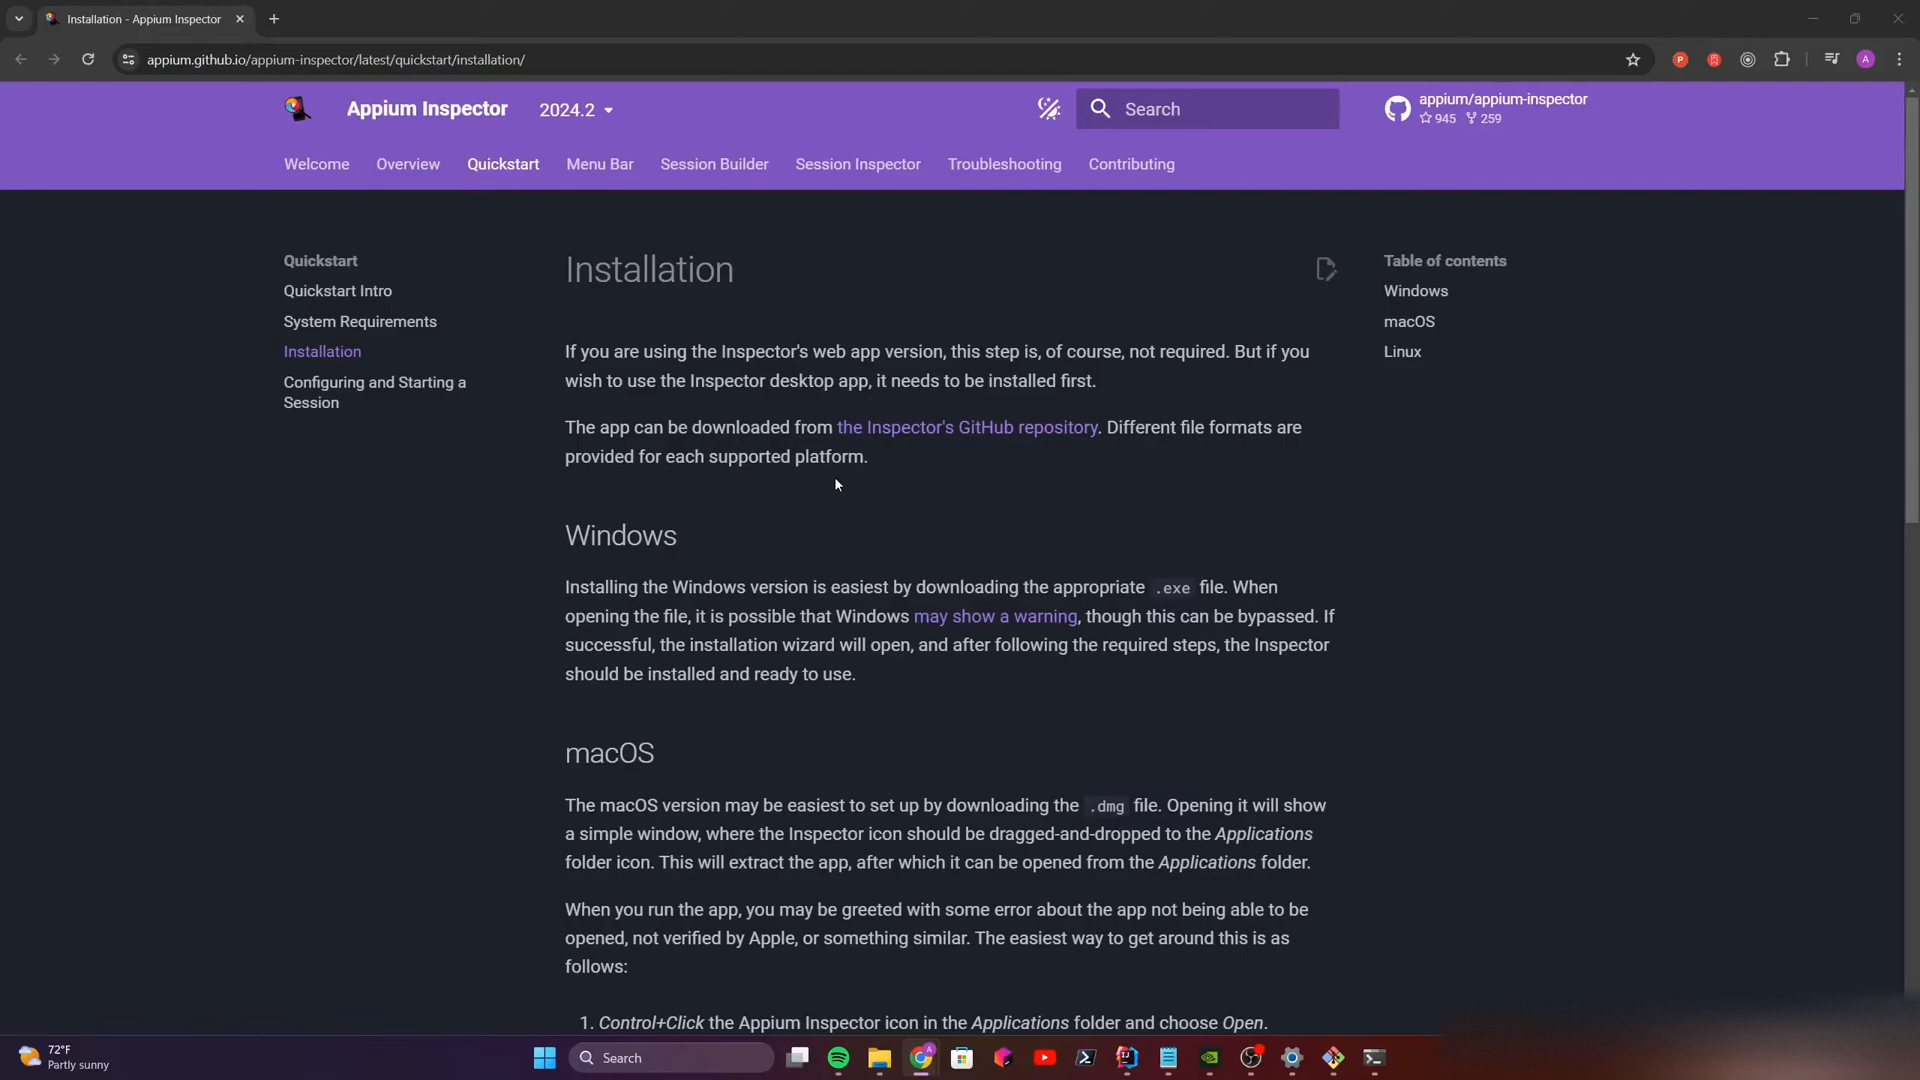 Installation - Appium Inspector
appium.github.io/appium-inspector/latest/quickstart/installation/
P
A
Appium Inspector
2024.2
Search
appium/appium-inspector
945 259
Welcome Overview Quickstart Menu Bar Session Builder Session Inspector Troubleshooting Contributing
Quickstart
Quickstart Intro
System Requirements
Installation
Configuring and Starting a
Session
Installation
If you are using the Inspector's web app version, this step is, of course, not required. But if you
wish to use the Inspector desktop app, it needs to be installed first.
The app can be downloaded from the Inspector's GitHub repository. Different file formats are
provided for each supported platform.
Windows
Installing the Windows version is easiest by downloading the appropriate .exe file. When
opening the file, it is possible that Windows may show a warning, though this can be bypassed. If
successful, the installation wizard will open, and after following the required steps, the Inspector
should be installed and ready to use.
macOS
The macOS version may be easiest to set up by downloading the .dmg file. Opening it will show
a simple window, where the Inspector icon should be dragged-and-dropped to the Applications
folder icon. This will extract the app, after which it can be opened from the Applications folder.
When you run the app, you may be greeted with some error about the app not being able to be
opened, not verified by Apple, or something similar. The easiest way to get around this is as
follows:
1. Control+Click the Appium Inspector icon in the Applications folder and choose Open.
Table of contents
Windows
macOS
Linux
72°F
Partly sunny
Search